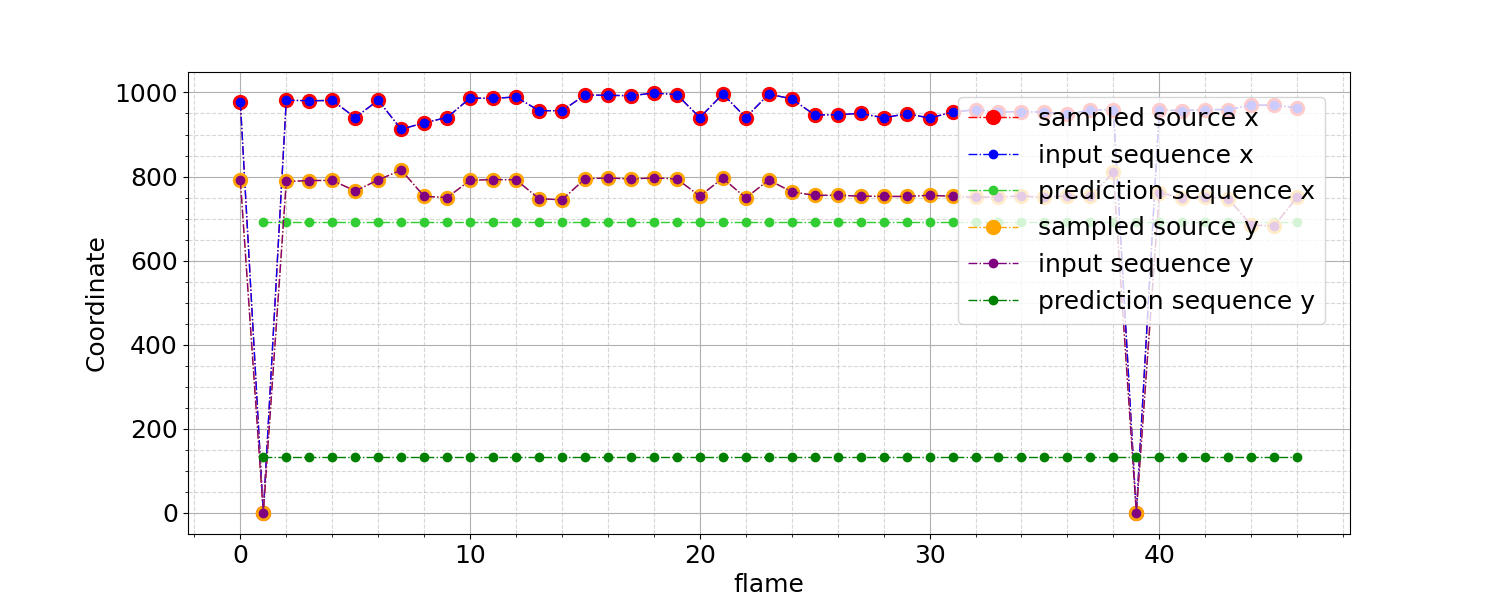 1000
800
600
400
200
0
Coordinate
sampled source x
input sequence x
prediction sequence x
sampled source y
input sequence y
prediction sequence y
0 10 20 30 40
flame